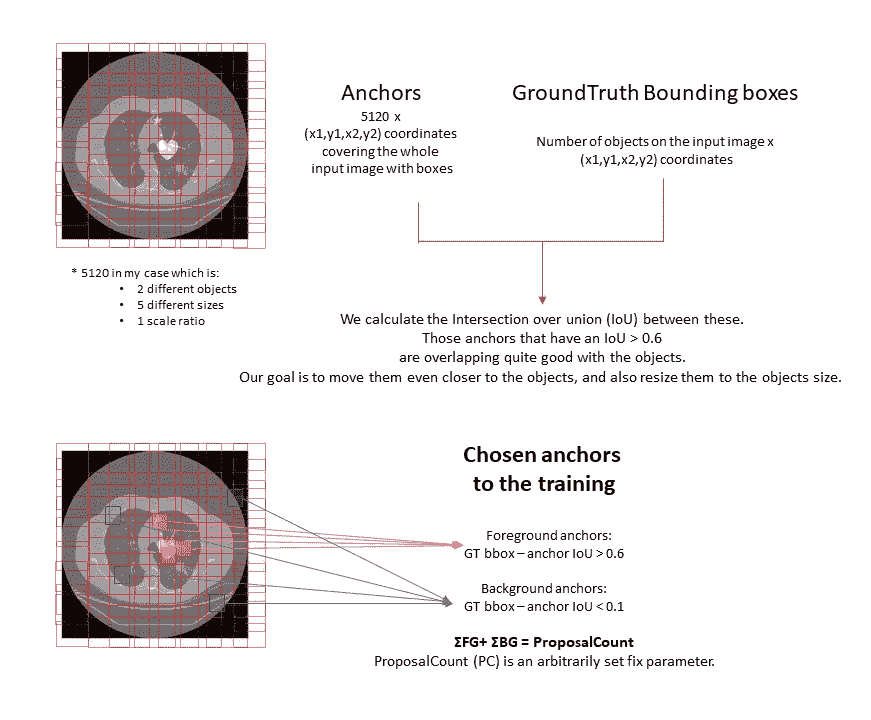 Anchors
5120 x
(x1,y1,x2,y2) coordinates
covering the whole
input image with boxes
GroundTruth Bounding boxes
Number of objects on the input image x
(x1,y1,x2,y2) coordinates
* 5120 in my case which is:
• 2 different objects
• 5 different sizes
• 1 scale ratio
We calculate the Intersection over union (IoU) between these.
Those anchors that have an IoU > 0.6
are overlapping quite good with the objects.
Our goal is to move them even closer to the objects, and also resize them to the objects size.
Chosen anchors
to the training
Foreground anchors:
GT bbox – anchor IoU > 0.6
Background anchors:
GT bbox – anchor IoU < 0.1
ΣFG+ ΣBG = ProposalCount
ProposalCount (PC) is an arbitrarily set fix parameter.